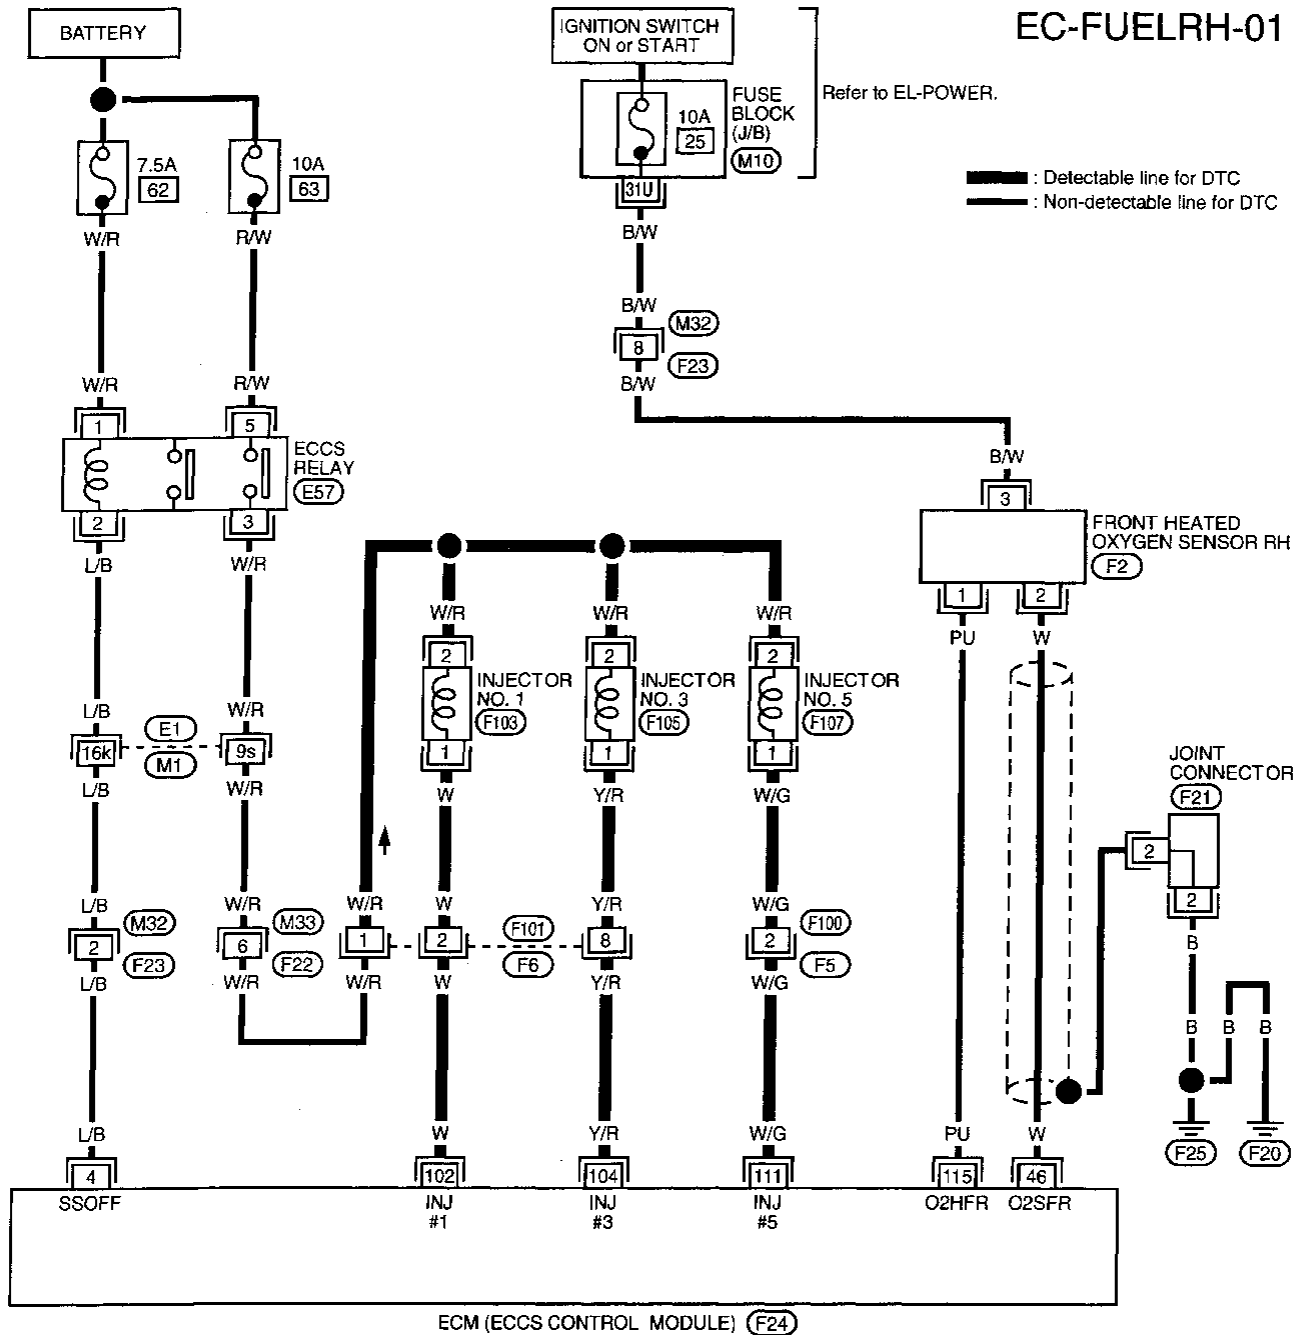 EC-FUELRH-01
BATTERY
IGNITION SWITCH
ON or START
Refer to EL-POWER.
FUSE
BLOCK
(J/B)
M10
10A
25
31U
7.5A
62
10A
63
: Detectable line for DTC
: Non-detectable line for DTC
W/R
R/W
B/W
B/W
M32
8
F23
B/W
W/R
R/W
1
5
ECCS
RELAY
E57
2
3
B/W
3
FRONT HEATED
OXYGEN SENSOR RH
F2
1
2
L/B
W/R
PU
W
W/R
W/R
W/R
2
INJECTOR
NO. 1
F103
1
2
INJECTOR
NO. 3
F105
1
2
INJECTOR
NO. 5
F107
1
L/B
W/R
16k
E1
M1
9s
L/B
W/R
W
Y/R
W/G
JOINT
CONNECTOR
F21
2
2
L/B
W/R
W/R
W
Y/R
W/G
2
M32
F23
6
M33
F22
1
2
F101
F6
8
2
F100
F5
L/B
W/R
W/R
W
Y/R
W/G
B
B
B
B
L/B
W
Y/R
W/G
PU
W
F25
F20
4
102
104
111
115
46
SSOFF
INJ
#1
INJ
#3
INJ
#5
O2HFR
O2SFR
ECM (ECCS CONTROL MODULE)
F24